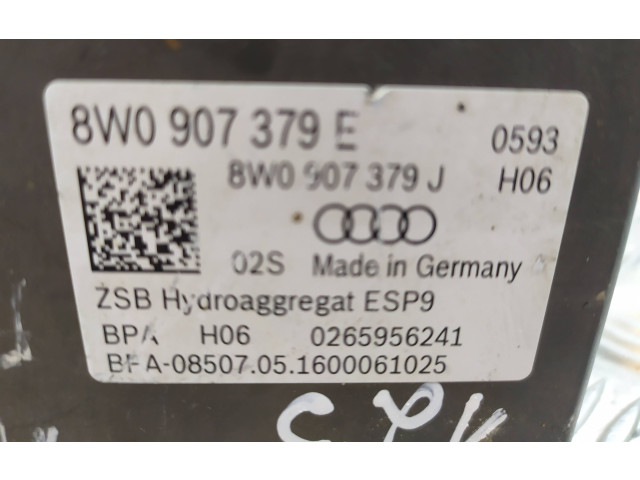 8W0 907 379 E 0593
8W0 907 379 J H06
02S Made in Germany
ZSB Hydroaggregat ESP9
BPA H06 0265956241
BFA-08507.05.1600061025